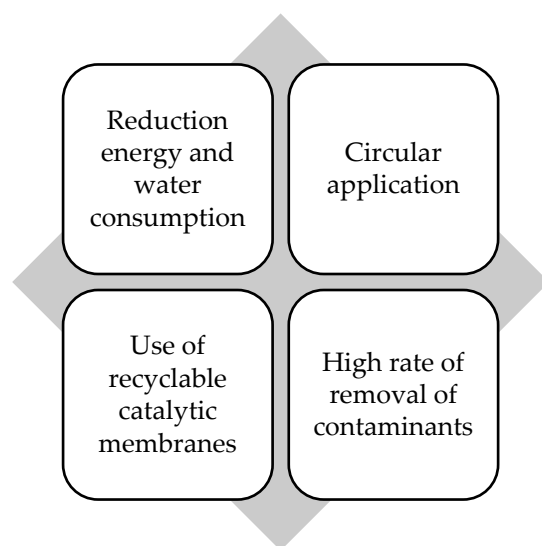 Reduction
energy and
water
consumption
Circular
application
Use of
recyclable
catalytic
membranes
High rate of
removal of
contaminants